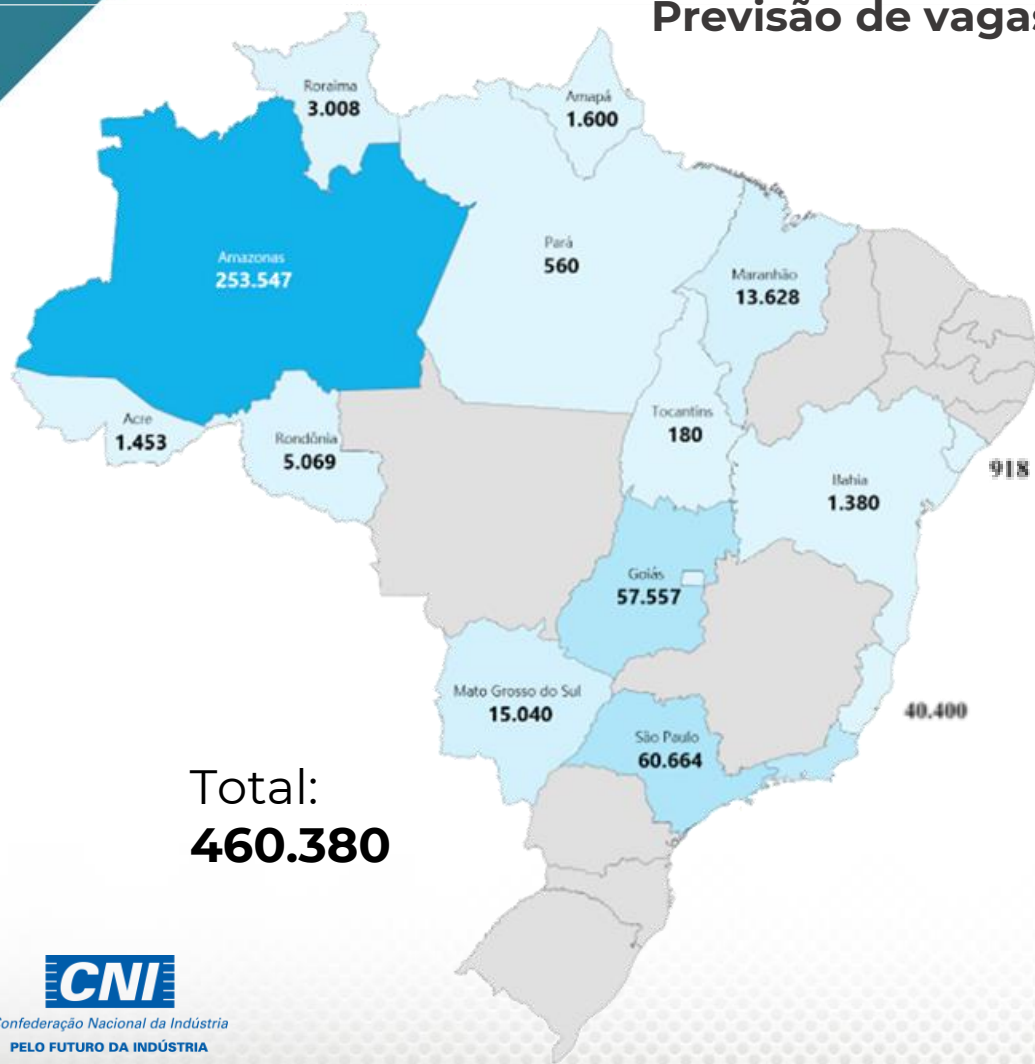 Previsão de vagas
Roraima
3.008
Amapá
1.600
Amazonas
253.547
Pará
560
Maranhão
13.628
Acre
1.453
Rondônia
5.069
Tocantins
180
918
Bahia
1.380
Goiás
57.557
Mato Grosso do Sul
15.040
40.400
São Paulo
60.664
Total:
460.380
CNI
Confederação Nacional da Indústria
PELO FUTURO DA INDÚSTRIA